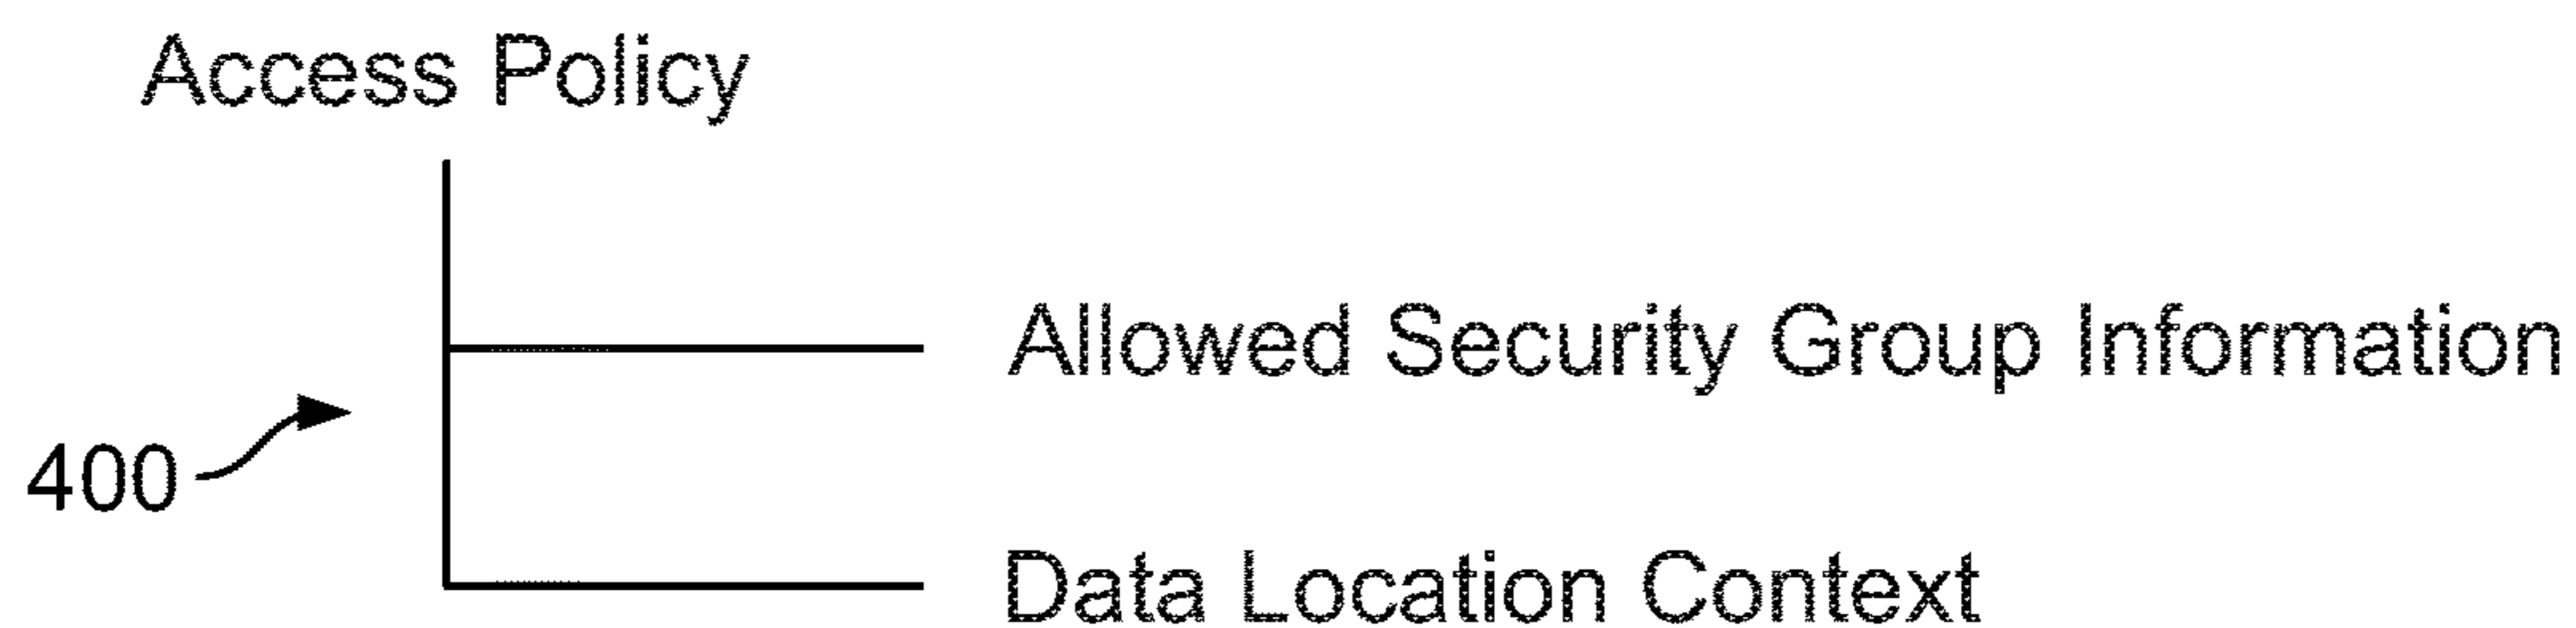 Access Policy
Allowed Security Group Information
400
Data Location Context